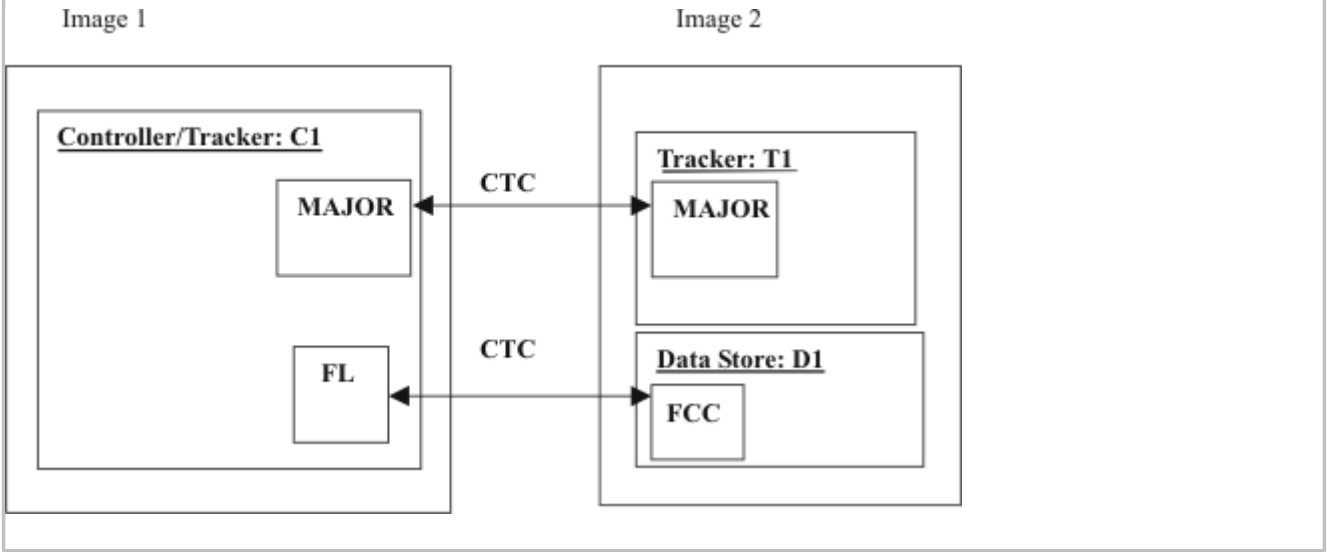 Image 1
Image 2
Controller/Tracker: C1
MAJOR
FL
CTC
CTC
Tracker: T1
MAJOR
Data Store: D1
FCC